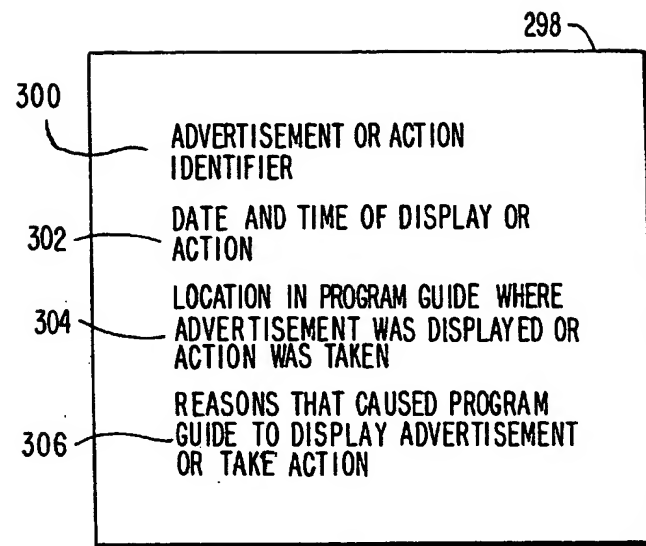 298
300
ADVERTISEMENT OR ACTION
IDENTIFIER
302
DATE AND TIME OF DISPLAY OR
ACTION
304
LOCATION IN PROGRAM GUIDE WHERE
ADVERTISEMENT WAS DISPLAYED OR
ACTION WAS TAKEN
306
REASONS THAT CAUSED PROGRAM
GUIDE TO DISPLAY ADVERTISEMENT
OR TAKE ACTION